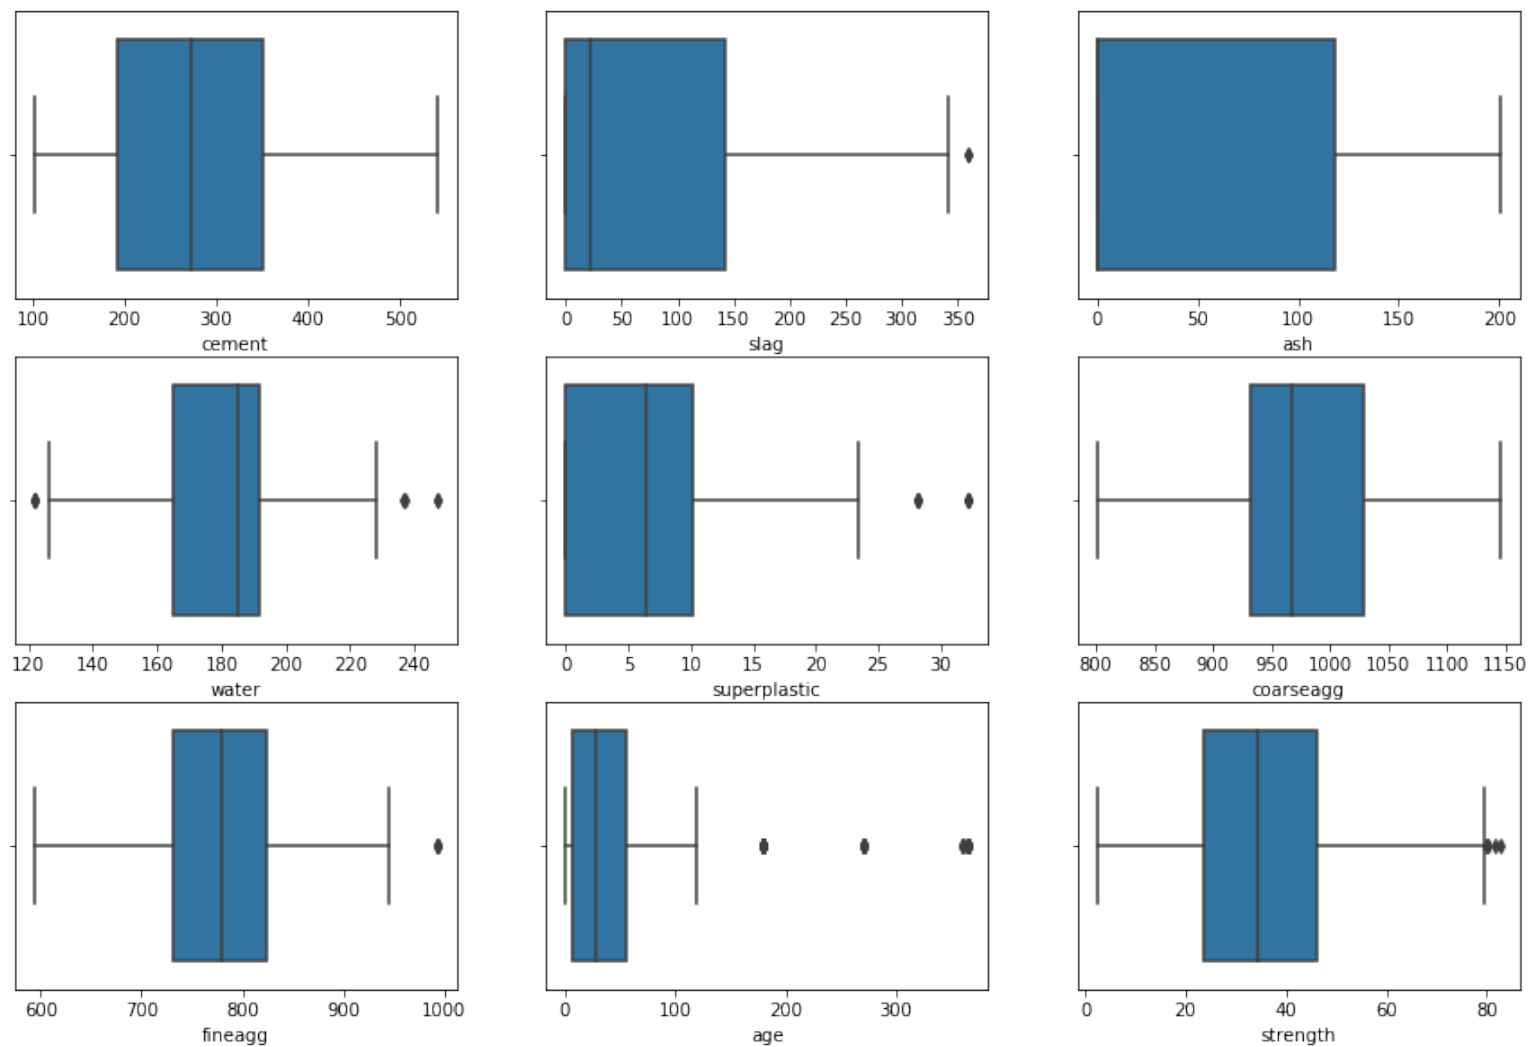 100 200 300 400 500
cement
0 50 100 150 200 250 300 350
slag
0 50 100 150 200
ash
120 140 160 180 200 220 240
water
0 5 10 15 20 25 30
superplastic
800 850 900 950 1000 1050 1100 1150
coarseagg
600 700 800 900 1000
fineagg
0 100 200 300
age
0 20 40 60 80
strength